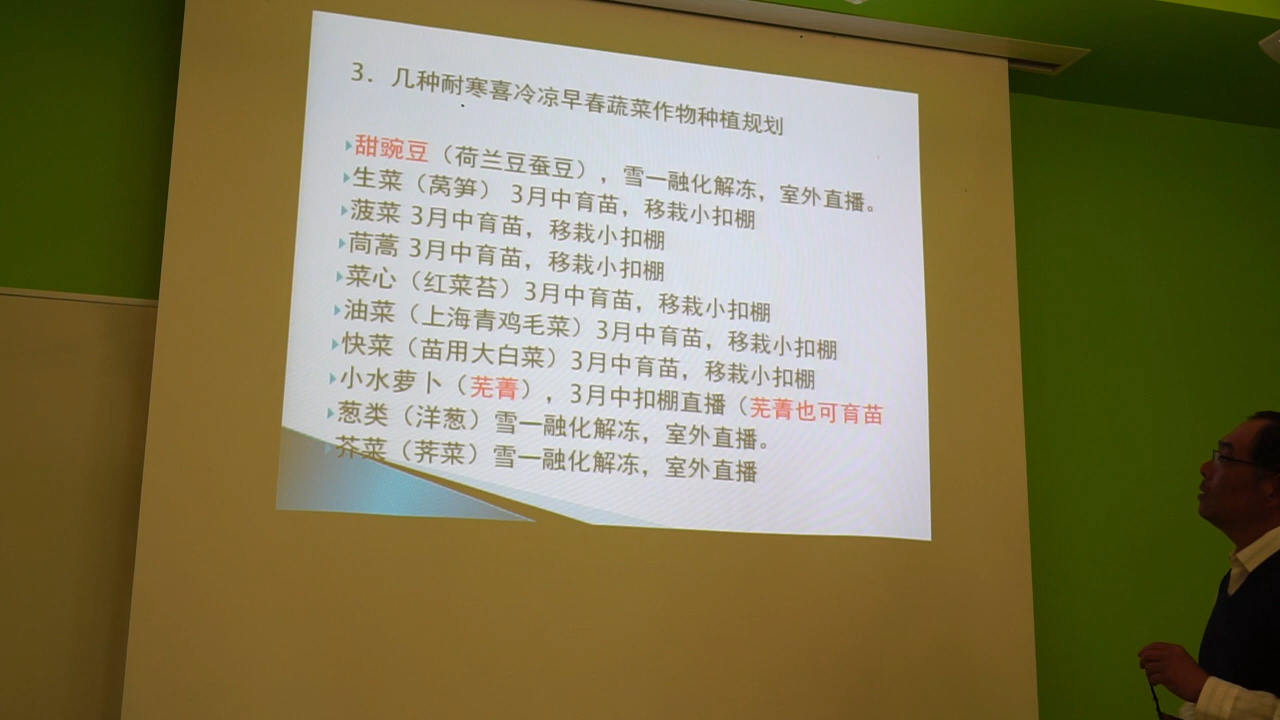 3. 几种耐寒喜冷凉早春蔬菜作物种植规划
甜豌豆（荷兰豆蚕豆），雪一融化解冻，室外直播。
生菜（莴笋） 3月中育苗，移栽小扣棚
菠菜 3月中育苗，移栽小扣棚
茼蒿 3月中育苗，移栽小扣棚
菜心（红菜苔）3月中育苗，移栽小扣棚
油菜（上海青鸡毛菜）3月中育苗，移栽小扣棚
快菜（苗用大白菜）3月中育苗，移栽小扣棚
小水萝卜（芜菁），3月中扣棚直播（芜菁也可育苗
葱类（洋葱）雪一融化解冻，室外直播。
芥菜（荠菜）雪一融化解冻，室外直播